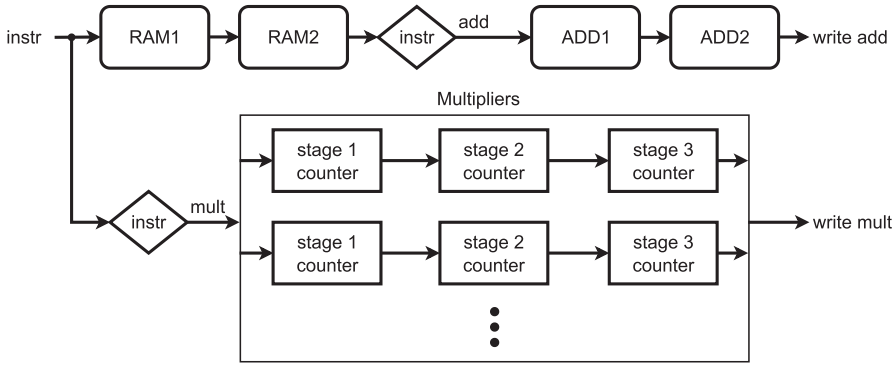 instr
RAM1
RAM2
instr
add
ADD1
ADD2
write add
Multipliers
stage 1
counter
stage 2
counter
stage 3
counter
instr
mult
write mult
stage 1
counter
stage 2
counter
stage 3
counter